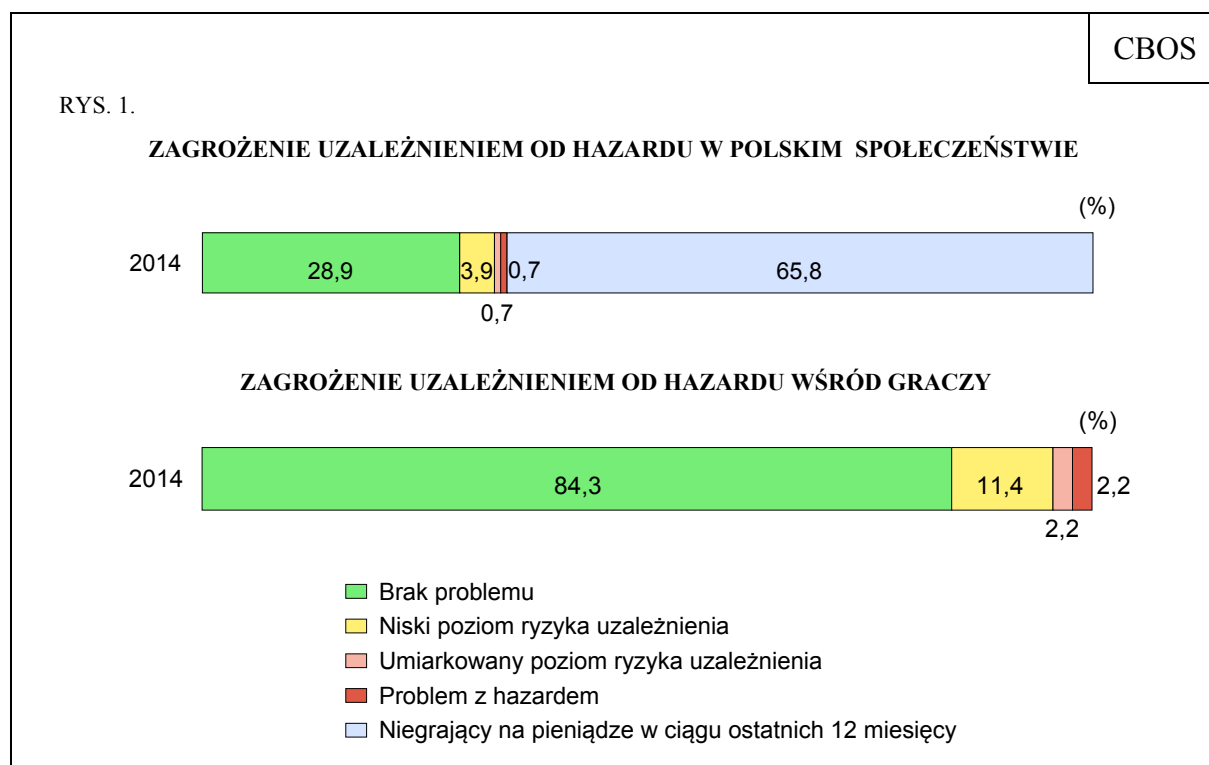 CBOS
RYS. 1.
ZAGROŻENIE UZALEŻNIENIEM OD HAZARDU W POLSKIM SPOŁECZEŃSTWIE
(%)
2014 28,9 3,9 0,7 65,8
0,7
ZAGROŻENIE UZALEŻNIENIEM OD HAZARDU WŚRÓD GRACZY
(%)
2014 84,3 11,4 2,2
2,2
Brak problemu
Niski poziom ryzyka uzależnienia
Umiarkowany poziom ryzyka uzależnienia
Problem z hazardem
Niegrający na pieniądze w ciągu ostatnich 12 miesięcy